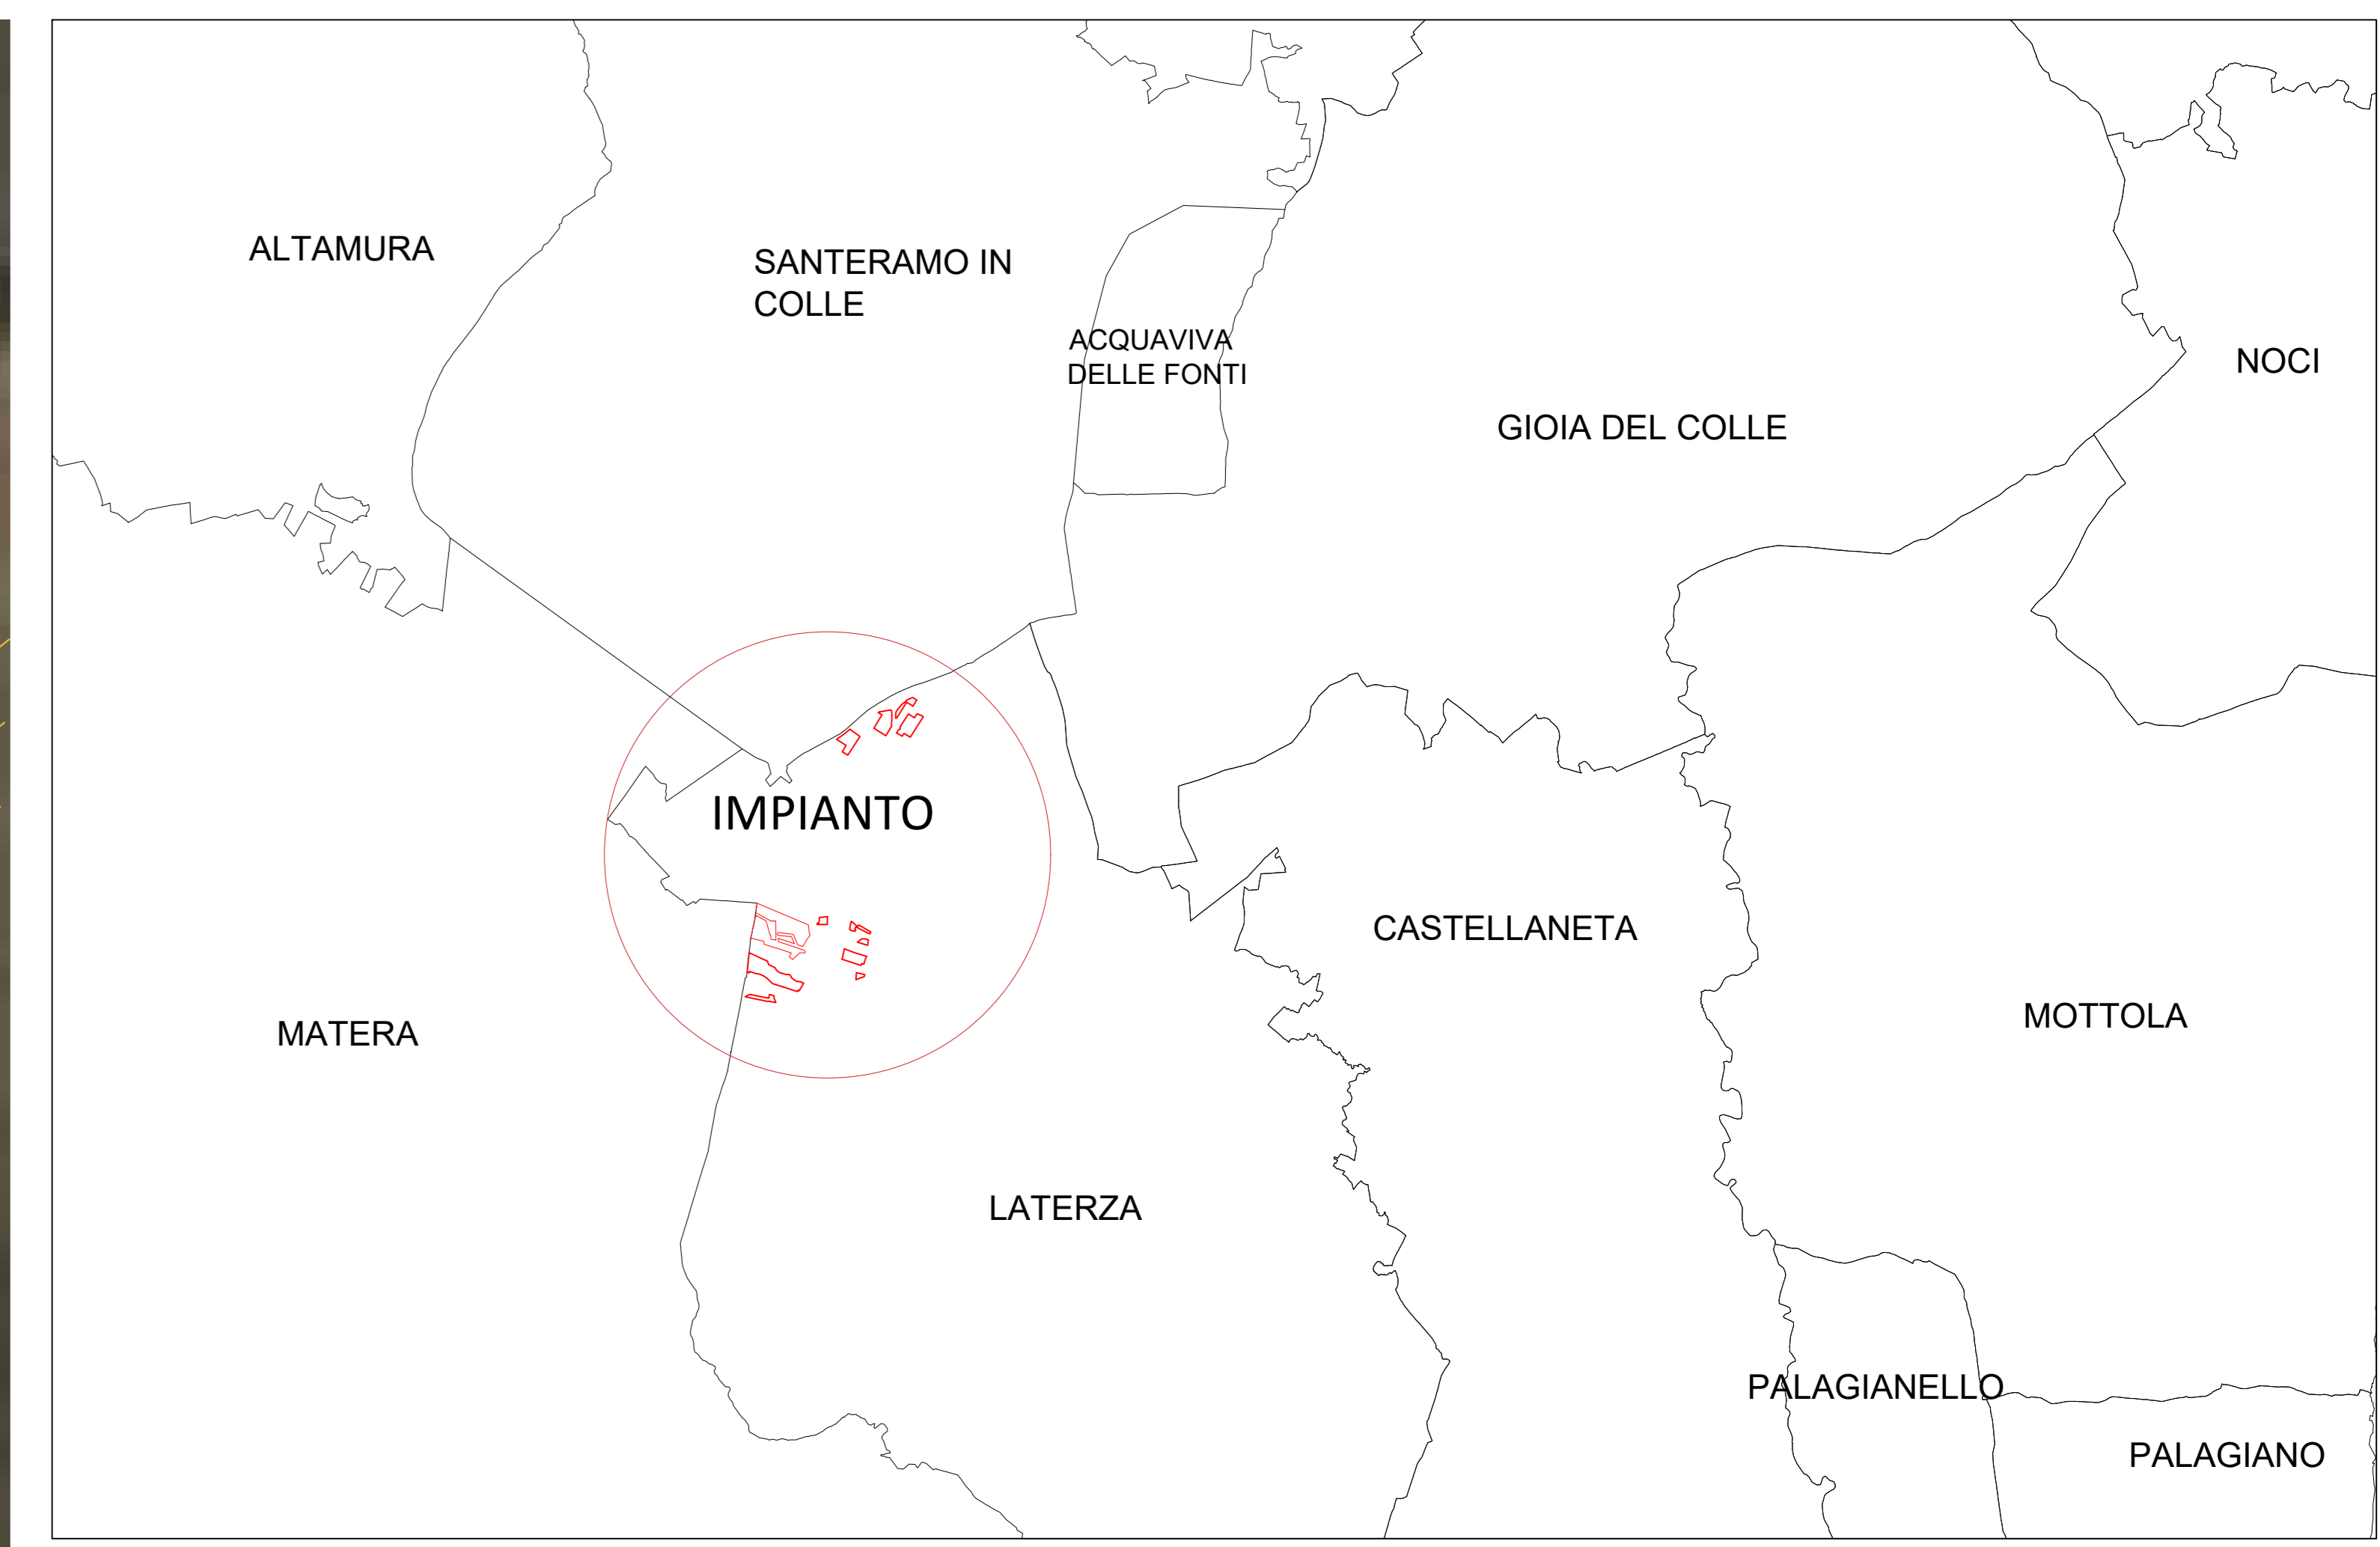 ALTAMURA
SANTERAMO IN
COLLE
ACQUAVIVA
DELLE FONTI
NOCI
GIOIA DEL COLLE
IMPIANTO
CASTELLANETA
MATERA
MOTTOLA
LATERZA
PALAGIANELLO
PALAGIANO